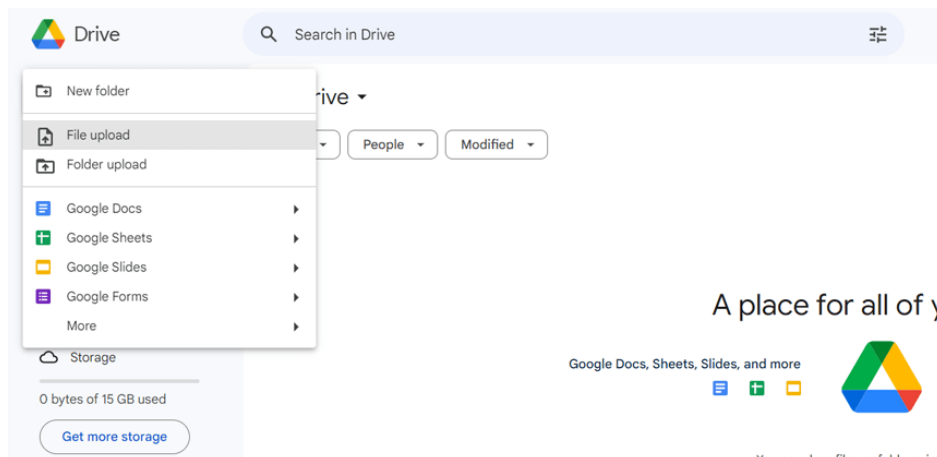 Drive
Search in Drive
New folder
rive
File upload
People
Modified
Folder upload
Google Docs
Google Sheets
Google Slides
Google Forms
A place for all of
More
Storage
Google Docs, Sheets, Slides, and more
0 bytes of 15 GB used
Get more storage